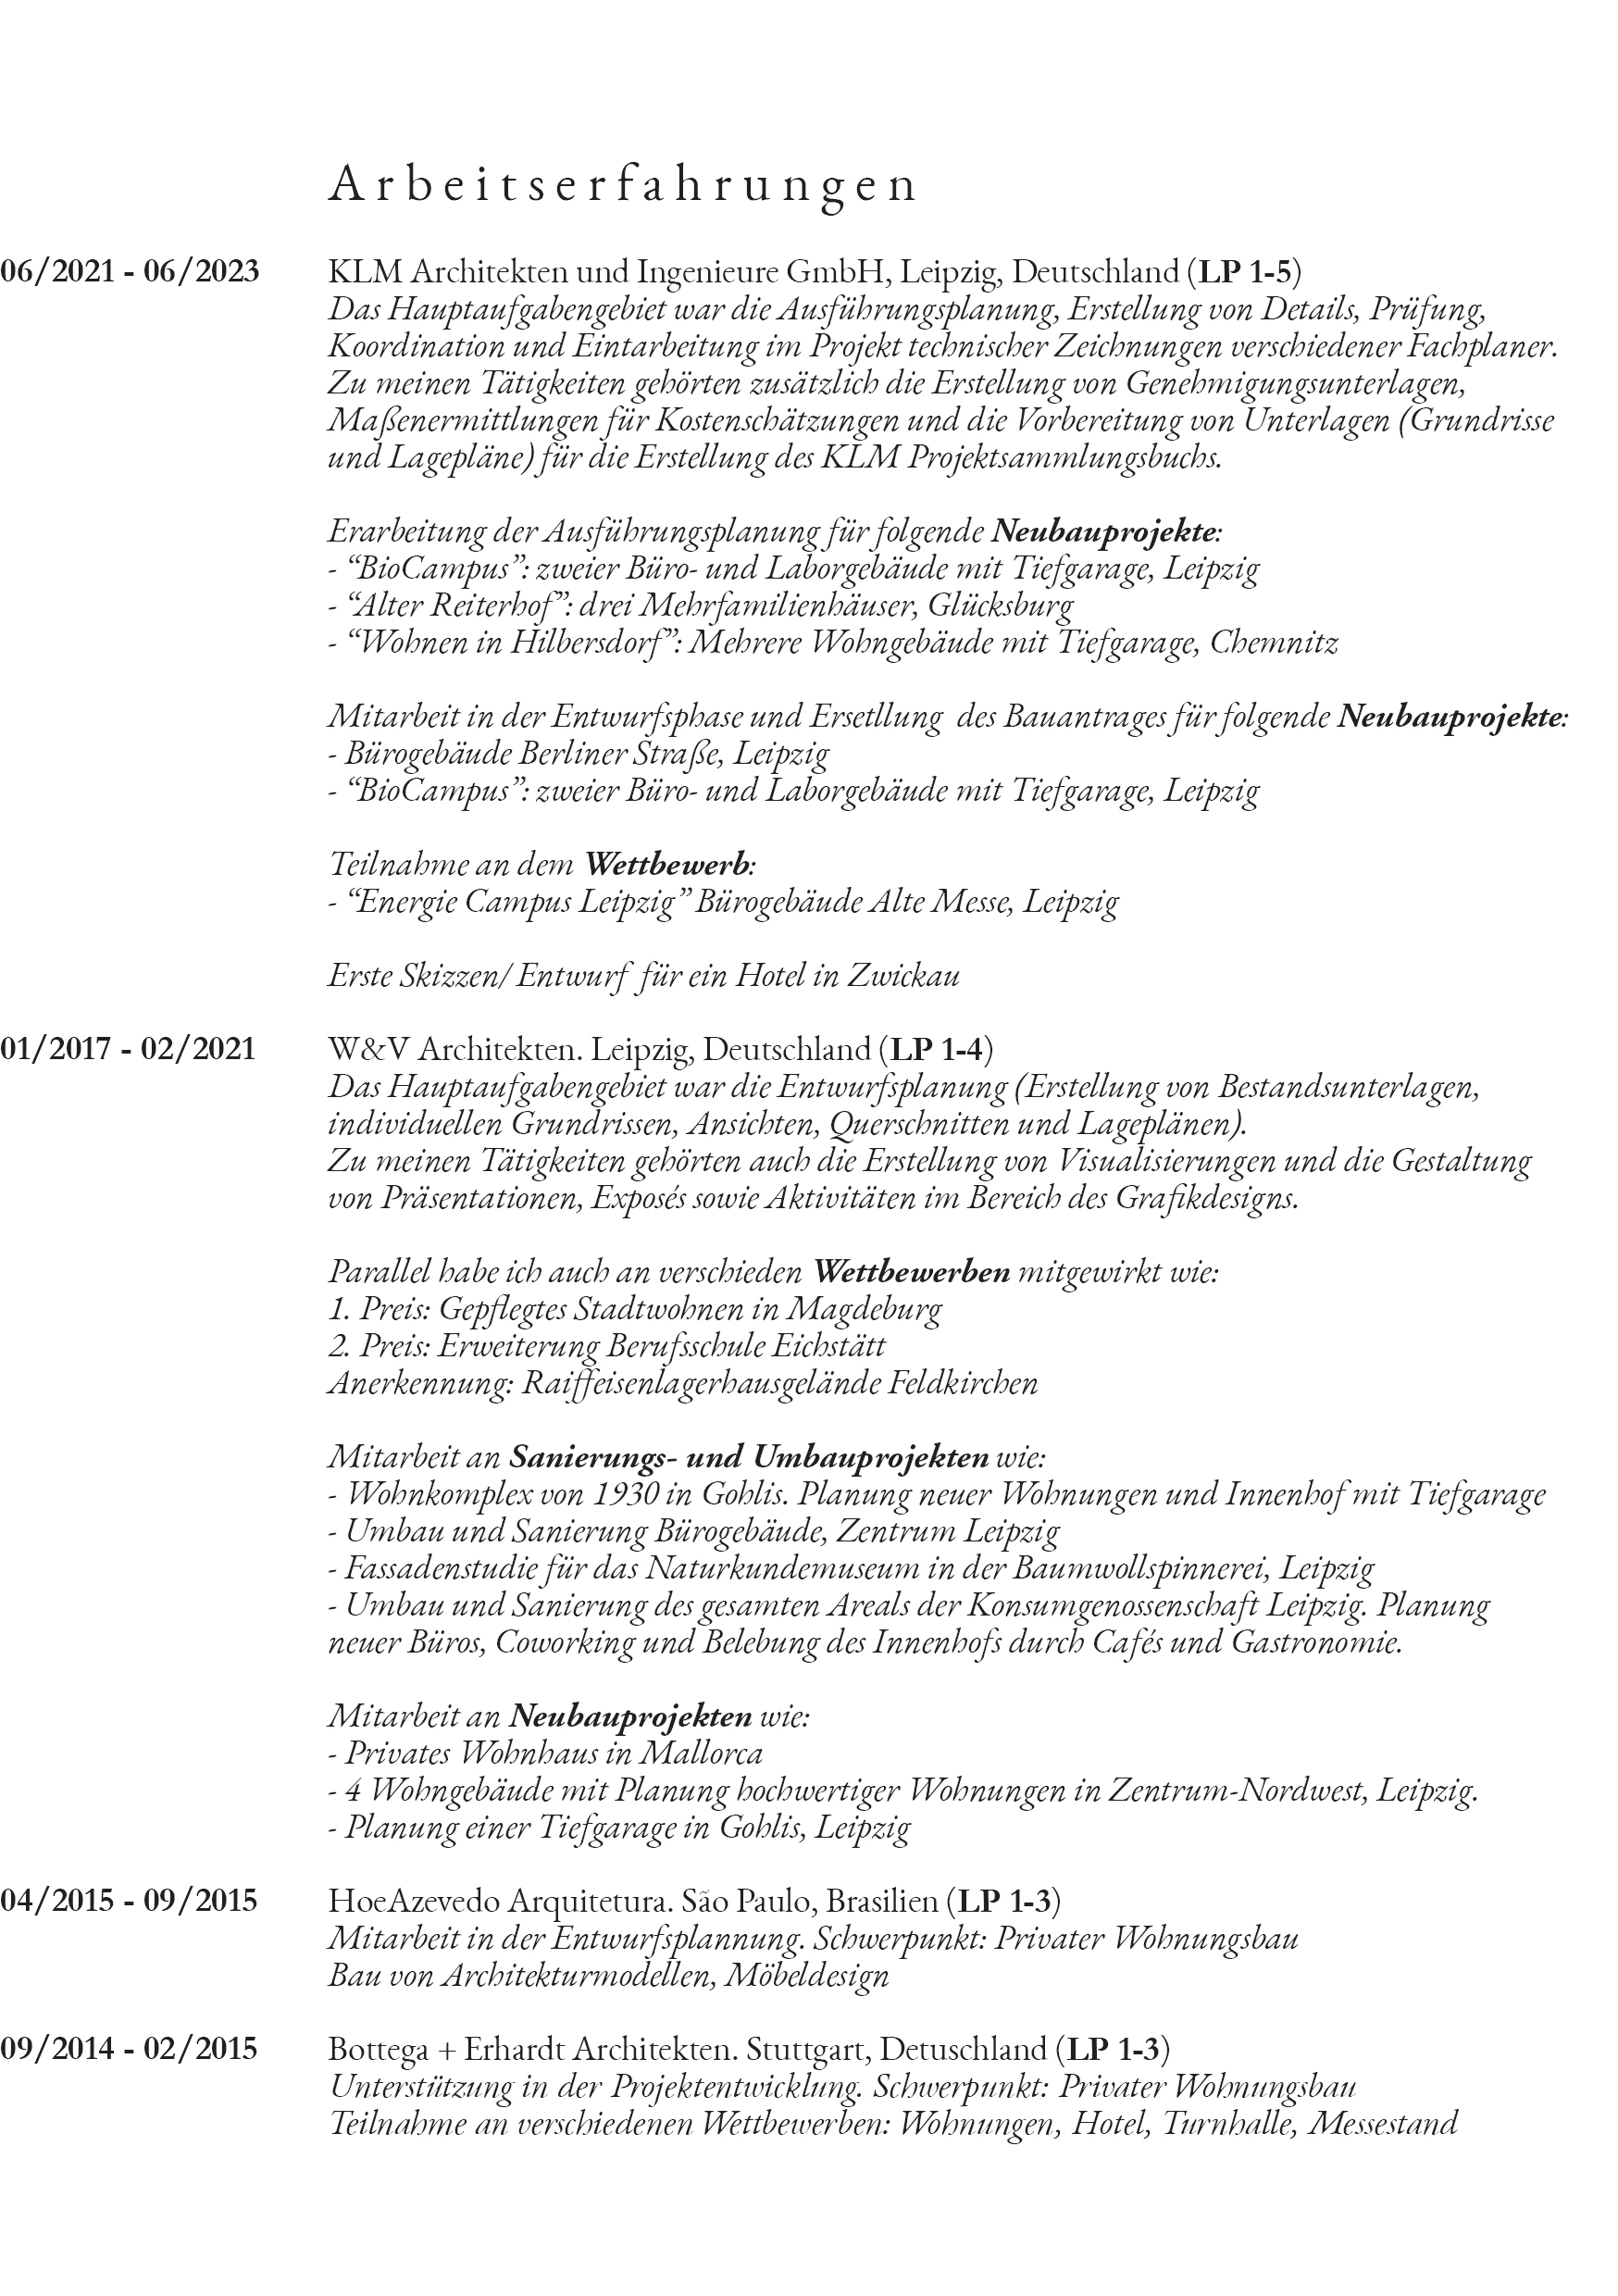 Arbeitserfahrungen
06/2021 - 06/2023 KLM Architekten und Ingenieure GmbH, Leipzig, Deutschland (LP 1-5)
Das Hauptaufgabengebiet war die Ausführungsplanung, Erstellung von Details, Prüfung,
Koordination und Eintarbeitung im Projekt technischer Zeichnungen verschiedener Fachplaner.
Zu meinen Tätigkeiten gehörten zusätzlich die Erstellung von Genehmigungsunterlagen,
Maßenermittlungen für Kostenschätzungen und die Vorbereitung von Unterlagen (Grundrisse
und Lagepläne) für die Erstellung des KLM Projektsammlungsbuchs.
Erarbeitung der Ausführungsplanung für folgende Neubauprojekte:
- “BioCampus”: zweier Büro- und Laborgebäude mit Tiefgarage, Leipzig
- “Alter Reiterhof”: drei Mehrfamilienhäuser, Glücksburg
- “Wohnen in Hilbersdorf”: Mehrere Wohngebäude mit Tiefgarage, Chemnitz
Mitarbeit in der Entwurfsphase und Ersetllung des Bauantrages für folgende Neubauprojekte:
- Bürogebäude Berliner Straße, Leipzig
- “BioCampus”: zweier Büro- und Laborgebäude mit Tiefgarage, Leipzig
Teilnahme an dem Wettbewerb:
- “Energie Campus Leipzig” Bürogebäude Alte Messe, Leipzig
Erste Skizzen/ Entwurf für ein Hotel in Zwickau
01/2017 - 02/2021 W&V Architekten. Leipzig, Deutschland (LP 1-4)
Das Hauptaufgabengebiet war die Entwurfsplanung (Erstellung von Bestandsunterlagen,
individuellen Grundrissen, Ansichten, Querschnitten und Lageplänen).
Zu meinen Tätigkeiten gehörten auch die Erstellung von Visualisierungen und die Gestaltung
von Präsentationen, Exposés sowie Aktivitäten im Bereich des Grafikdesigns.
Parallel habe ich auch an verschieden Wettbewerben mitgewirkt wie:
1. Preis: Gepflegtes Stadtwohnen in Magdeburg
2. Preis: Erweiterung Berufsschule Eichstätt
Anerkennung: Raiffeisenlagerhausgelände Feldkirchen
Mitarbeit an Sanierungs- und Umbauprojekten wie:
- Wohnkomplex von 1930 in Gohlis. Planung neuer Wohnungen und Innenhof mit Tiefgarage
- Umbau und Sanierung Bürogebäude, Zentrum Leipzig
- Fassadenstudie für das Naturkundemuseum in der Baumwollspinnerei, Leipzig
- Umbau und Sanierung des gesamten Areals der Konsumgenossenschaft Leipzig. Planung
neuer Büros, Coworking und Belebung des Innenhofs durch Cafés und Gastronomie.
Mitarbeit an Neubauprojekten wie:
- Privates Wohnhaus in Mallorca
- 4 Wohngebäude mit Planung hochwertiger Wohnungen in Zentrum-Nordwest, Leipzig.
- Planung einer Tiefgarage in Gohlis, Leipzig
04/2015 - 09/2015 HoeAzevedo Arquitetura. São Paulo, Brasilien (LP 1-3)
Mitarbeit in der Entwurfsplannung. Schwerpunkt: Privater Wohnungsbau
Bau von Architekturmodellen, Möbeldesign
09/2014 - 02/2015 Bottega + Erhardt Architekten. Stuttgart, Detuschland (LP 1-3)
Unterstützung in der Projektentwicklung. Schwerpunkt: Privater Wohnungsbau
Teilnahme an verschiedenen Wettbewerben: Wohnungen, Hotel, Turnhalle, Messestand